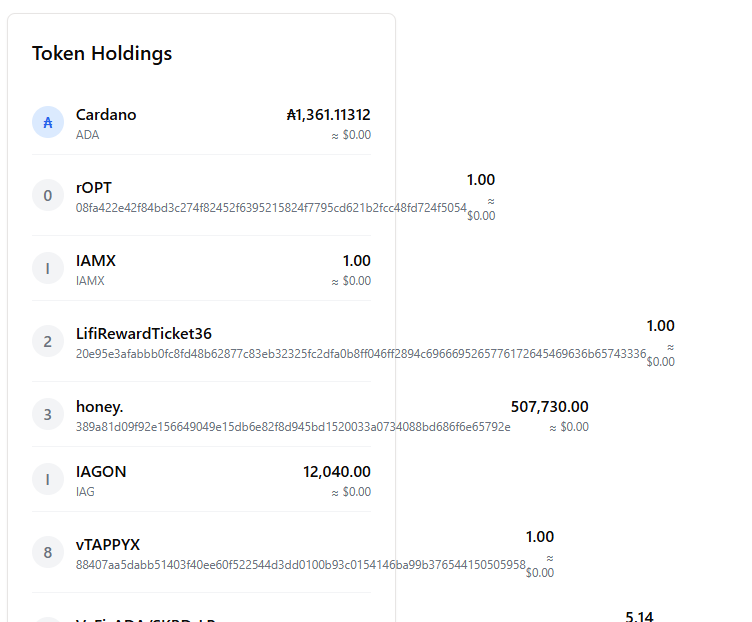 Token Holdings
₳ Cardano ₳1,361.11312
ADA ≈ $0.00
0 rOPT 1.00
08fa422e42f84bd3c274f82452f6395215824f7795cd621b2fcc48fd724f5054 ≈
$0.00
I IAMX 1.00
IAMX ≈ $0.00
2 LifiRewardTicket36 1.00
20e95e3afabbb0fc8fd48b62877c83eb32325fc2dfa0b8ff046ff2894c6966695265776172645469636b65743336 ≈
$0.00
3 honey. 507,730.00
389a81d09f92e156649049e15db6e82f8d945bd1520033a0734088bd686f6e65792e ≈ $0.00
I IAGON 12,040.00
IAG ≈ $0.00
8 vTAPPYX 1.00
88407aa5dabb51403f40ee60f522544d3dd0100b93c0154146ba99b376544150505958 ≈
$0.00
5.14